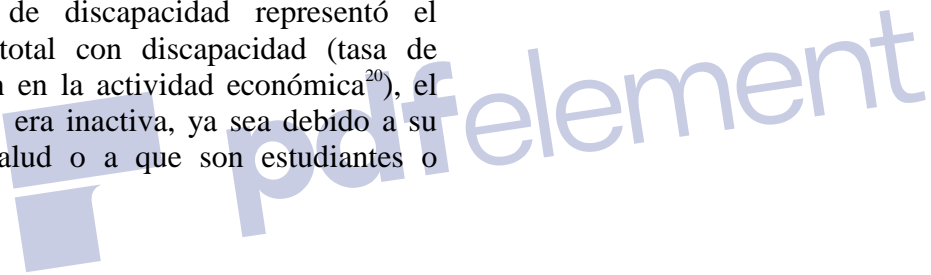 de discapacidad representó el
total con discapacidad (tasa de
n en la actividad económica20), el
era inactiva, ya sea debido a su
alud o a que son estudiantes o
pdfelement